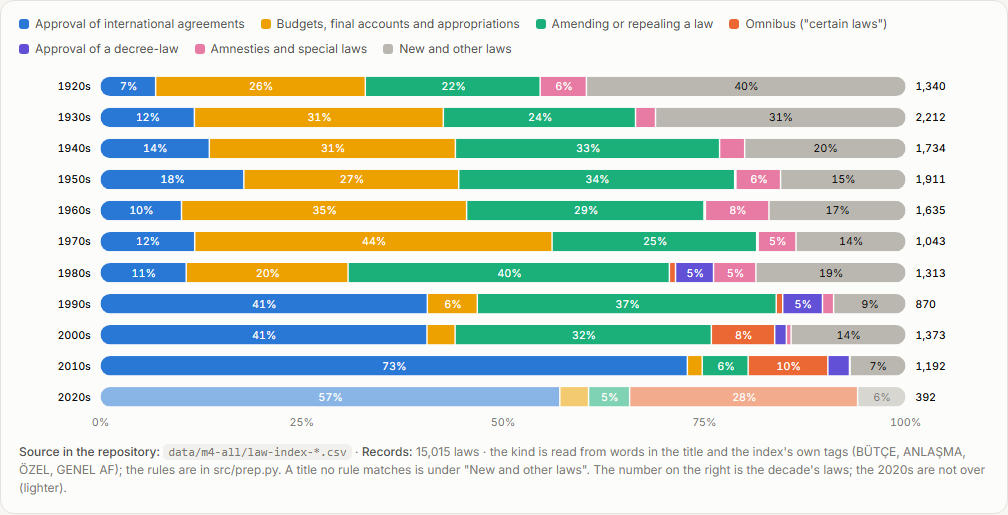 Approval of international agreements Budgets, final accounts and appropriations Amending or repealing a law Omnibus ("certain laws")
Approval of a decree-law Amnesties and special laws New and other laws
1920s 7% 26% 22% 6% 40% 1,340
1930s 12% 31% 24% 31% 2,212
1940s 14% 31% 33% 20% 1,734
1950s 18% 27% 34% 6% 15% 1,911
1960s 10% 35% 29% 8% 17% 1,635
1970s 12% 44% 25% 5% 14% 1,043
1980s 11% 20% 40% 5% 5% 19% 1,313
1990s 41% 6% 37% 5% 9% 870
2000s 41% 32% 8% 14% 1,373
2010s 73% 6% 10% 7% 1,192
2020s 57% 5% 28% 6% 392
0% 25% 50% 75% 100%
Source in the repository: data/m4-all/law-index-*.csv · Records: 15,015 laws · the kind is read from words in the title and the index's own tags (BÜTÇE, ANLAŞMA,
ÖZEL, GENEL AF); the rules are in src/prep.py. A title no rule matches is under "New and other laws". The number on the right is the decade's laws; the 2020s are not over
(lighter).